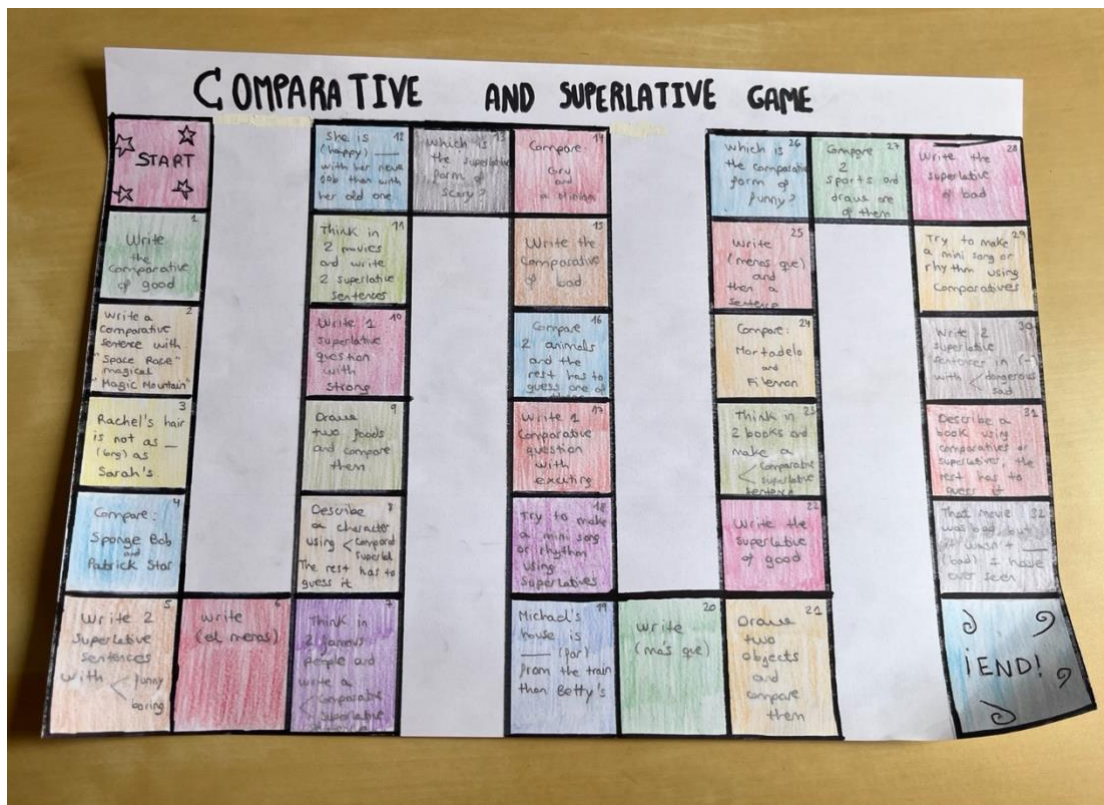 COMPARATIVE AND SUPERLATIVE GAME
START
1
Write
the
comparative
of good
2
Write a
comparative
sentence with
"Space Race"
magical
"Magic Mountain"
3
Rachel's hair
is not as __
(long) as
Sarah's.
4
Compare:
Sponge Bob
and
Patrick Star
5
Write 2
Superlative
sentences
with < funny
boring
6
write
(el menos)
7
Think in
2 famous
people and
write a
< comparative
superlative
sentence
8
Describe
a character
using < comparat
superlat
The rest has to
guess it
9
Draw
two foods
and compare
them
10
Write 1
superlative
question
with
strong
11
Think in
2 movies
and write
2 superlative
sentences
12
She is
(happy) ___
with her new
job than with
her old one
13
Which is
the superlative
form of
scary?
14
Compare:
and
a Minion
15
Write the
comparative
of bad
16
Compare
2 animals
and the
rest has to
guess one of
17
Write 1
Comparative
question
with
exciting
18
Try to make
a mini song
or rhythm
using
superlatives
19
Michael's
house is
___ (far)
from the train
than Betty's
20
Write
(más que)
21
Draw
two
objects
and
compare
them
22
Write the
superlative
of good
23
Think in
2 books and
make a
< comparative
superlative
sentence
24
Compare:
Mortadelo
and
Filemon
25
Write
(menos que)
and
then a
sentence
26
which is
the comparative
form of
funny?
27
Compare
2
sports and
draw one
of them
28
Write the
superlative
of bad
29
Try to make
a mini song or
rhythm using
Comparatives
30
Write 2
superlative
sentences in (-)
with < dangerous
sad
31
Describe a
book using
comparatives or
superlatives, the
rest has to
guess it
32
That movie
was bad, but
it wasn't ___
(bad) I have
ever seen
¡END!